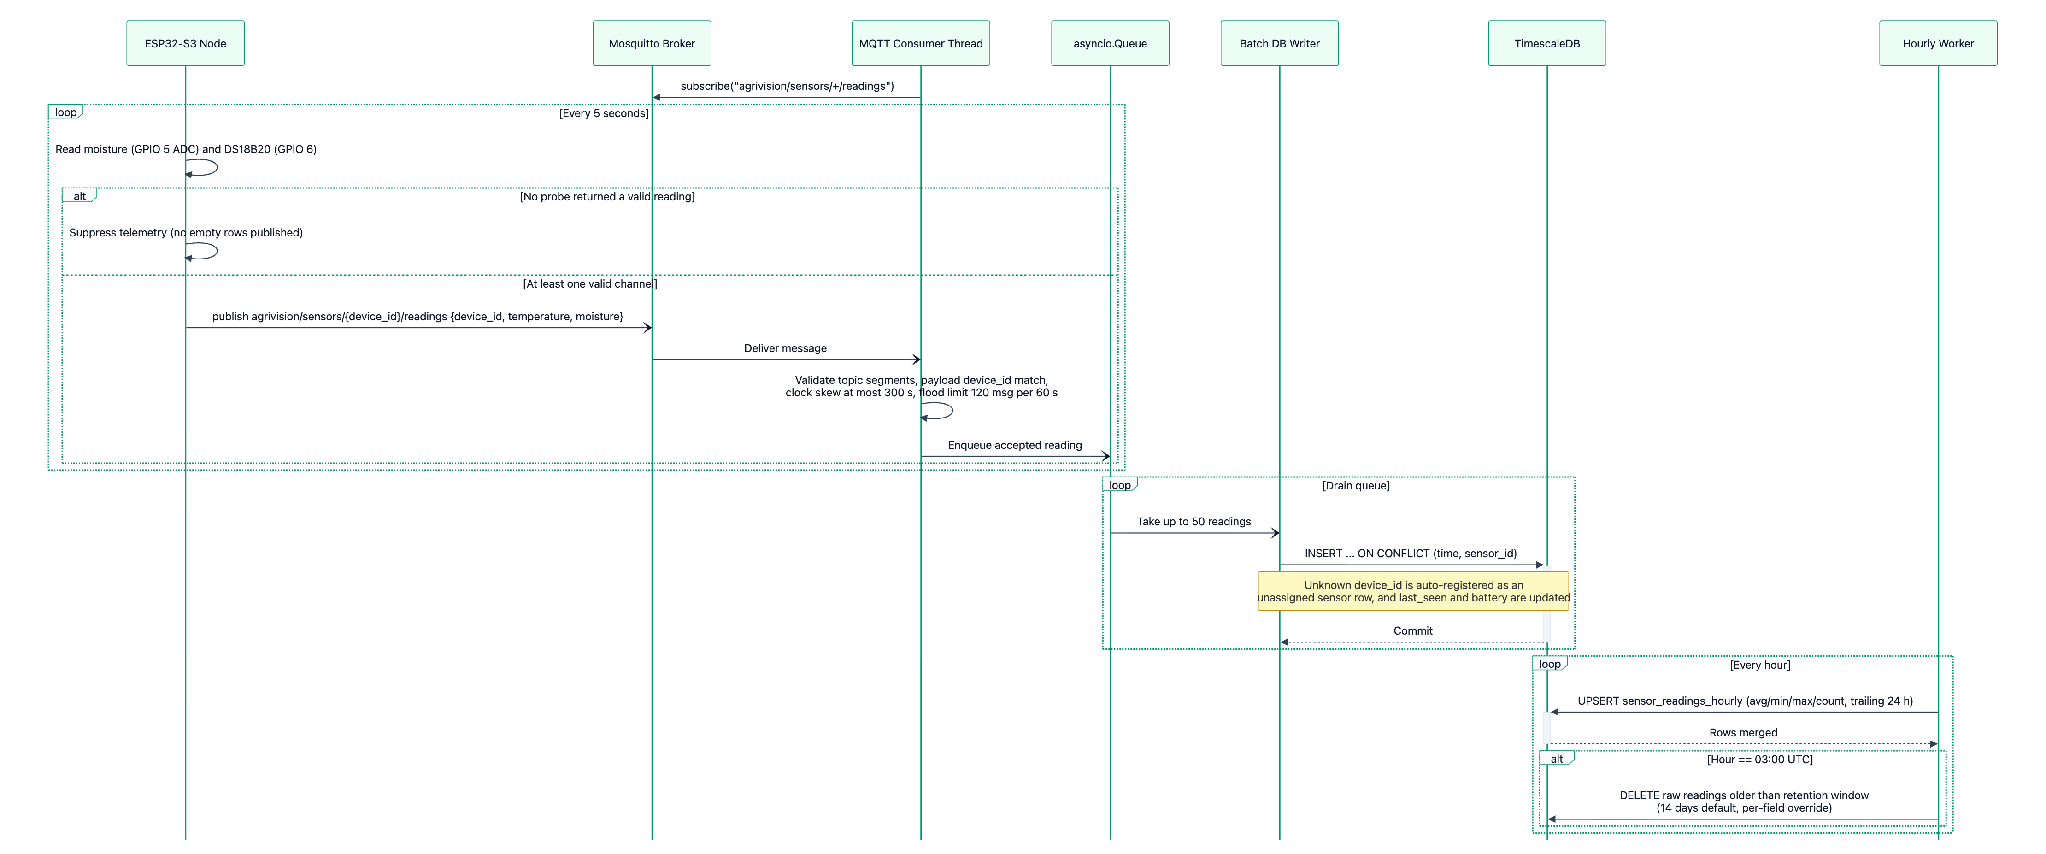 ESP32-S3 Node
Mosquitto Broker
MQTT Consumer Thread
asyncio.Queue
Batch DB Writer
TimescaleDB
Hourly Worker
subscribe("agrivision/sensors/+/readings")
loop
[Every 5 seconds]
Read moisture (GPIO 5 ADC) and DS18B20 (GPIO 6)
alt
[No probe returned a valid reading]
Suppress telemetry (no empty rows published)
[At least one valid channel]
publish agrivision/sensors/{device_id}/readings {device_id, temperature, moisture}
Deliver message
Validate topic segments, payload device_id match,
clock skew at most 300 s, flood limit 120 msg per 60 s
Enqueue accepted reading
loop
[Drain queue]
Take up to 50 readings
INSERT ... ON CONFLICT (time, sensor_id)
Unknown device_id is auto-registered as an
unassigned sensor row, and last_seen and battery are updated
Commit
loop
[Every hour]
UPSERT sensor_readings_hourly (avg/min/max/count, trailing 24 h)
Rows merged
alt
[Hour == 03:00 UTC]
DELETE raw readings older than retention window
(14 days default, per-field override)